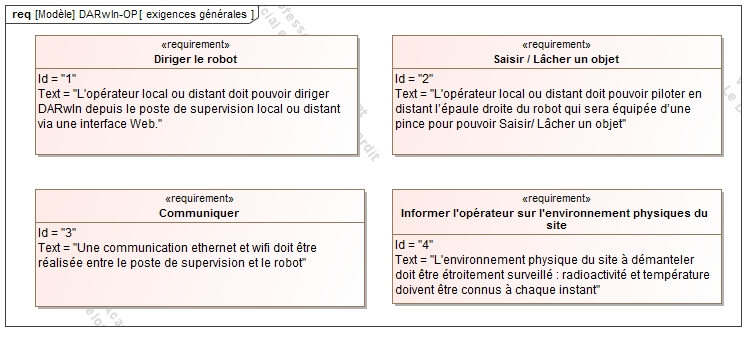 req [Modèle] DARwIn-OP[ exigences générales ]
«requirement»
Diriger le robot
Id = "1"
Text = "L'opérateur local ou distant doit pouvoir diriger
DARwIn depuis le poste de supervision local ou distant
via une interface Web."
«requirement»
Saisir / Lâcher un objet
Id = "2"
Text = "L'opérateur local ou distant doit pouvoir piloter en
distant l'épaule droite du robot qui sera équipée d'une
pince pour pouvoir Saisir/ Lâcher un objet"
«requirement»
Communiquer
Id = "3"
Text = "Une communication ethernet et wifi doit être
réalisée entre le poste de supervision et le robot"
«requirement»
Informer l'opérateur sur l'environnement physiques du
site
Id = "4"
Text = "L'environnement physique du site à démanteler
doit être étroitement surveillé : radioactivité et température
doivent être connus à chaque instant"